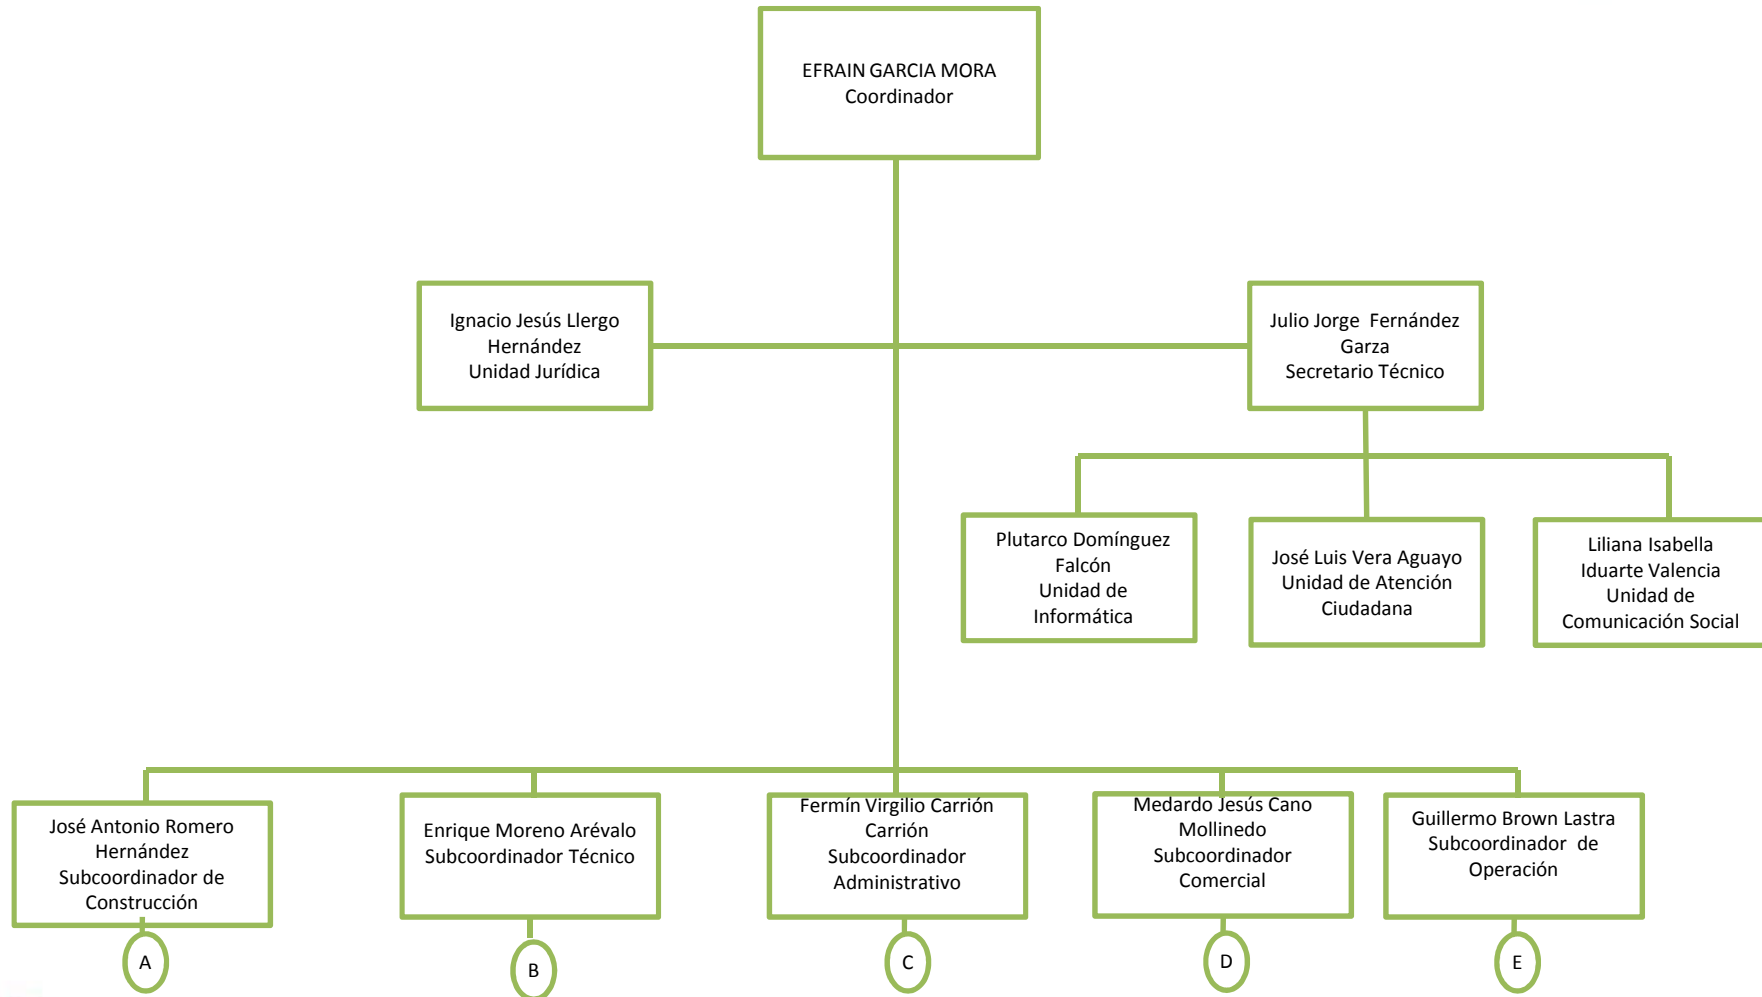 EFRAIN GARCIA MORA
Coordinador
Ignacio Jesús Llergo
Hernández
Unidad Jurídica
Julio Jorge  Fernández
Garza
Secretario Técnico
Plutarco Domínguez
Falcón
Unidad de
Informática
José Luis Vera Aguayo
Unidad de Atención
Ciudadana
Liliana Isabella
Iduarte Valencia
Unidad de
Comunicación Social
José Antonio Romero
Hernández
Subcoordinador de
Construcción
Enrique Moreno Arévalo
Subcoordinador Técnico
Fermín Virgilio Carrión
Carrión
Subcoordinador
Administrativo
Medardo Jesús Cano
Mollinedo
Subcoordinador
Comercial
Guillermo Brown Lastra
Subcoordinador  de
Operación
A
B
C
D
E